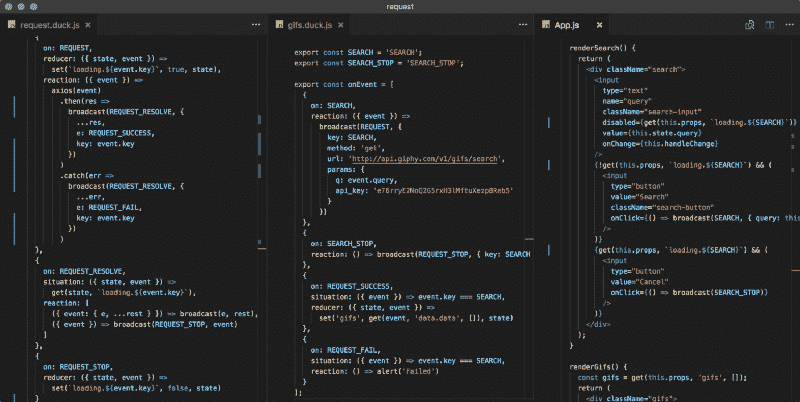 request
request.duck.js
{
on: REQUEST,
reducer: ({ state, event }) =>
set(`loading.${event.key}`, true, state),
reaction: ({ event }) =>
axios(event)
.then(res =>
broadcast(REQUEST_RESOLVE, {
...res,
e: REQUEST_SUCCESS,
key: event.key
})
)
.catch(err =>
broadcast(REQUEST_RESOLVE, {
...err,
e: REQUEST_FAIL,
key: event.key
})
)
},
{
on: REQUEST_RESOLVE,
situation: ({ state, event }) =>
get(state, `loading.${event.key}`),
reaction: [
({ event: { e, ...rest } }) => broadcast(e, rest),
({ event }) => broadcast(REQUEST_STOP, event)
]
},
{
on: REQUEST_STOP,
reducer: ({ state, event }) =>
set(`loading.${event.key}`, false, state)
}
gifs.duck.js
export const SEARCH = 'SEARCH';
export const SEARCH_STOP = 'SEARCH_STOP';
export const onEvent = [
{
on: SEARCH,
reaction: ({ event }) =>
broadcast(REQUEST, {
key: SEARCH,
method: 'get',
url: 'http://api.giphy.com/v1/gifs/search',
params: {
q: event.query,
api_key:
}
})
},
{
on: SEARCH_STOP,
reaction: () => broadcast(REQUEST_STOP, { key: SEARCH
},
{
on: REQUEST_SUCCESS,
situation: ({ event }) => event.key === SEARCH,
reducer: ({ state, event }) =>
set('gifs', get(event, 'data.data', []), state)
},
{
on: REQUEST_FAIL,
situation: ({ event }) => event.key === SEARCH,
reaction: () => alert('Failed')
}
];
App.js
renderSearch() {
return (
<div className="search">
<input
type="text"
name="query"
className="search-input"
disabled={get(this.props, `loading.${SEARCH}`)}
value={this.state.query}
onChange={this.handleChange}
/>
{!get(this.props, `loading.${SEARCH}`) && (
<input
type="button"
value="Search"
className="search-button"
onClick={() => broadcast(SEARCH, { query: this
/>
)}
{get(this.props, `loading.${SEARCH}`) && (
<input
type="button"
value="Cancel"
onClick={() => broadcast(SEARCH_STOP)}
/>
)}
</div>
);
}
renderGifs() {
const gifs = get(this.props, 'gifs', []);
return (
<div className="gifs">